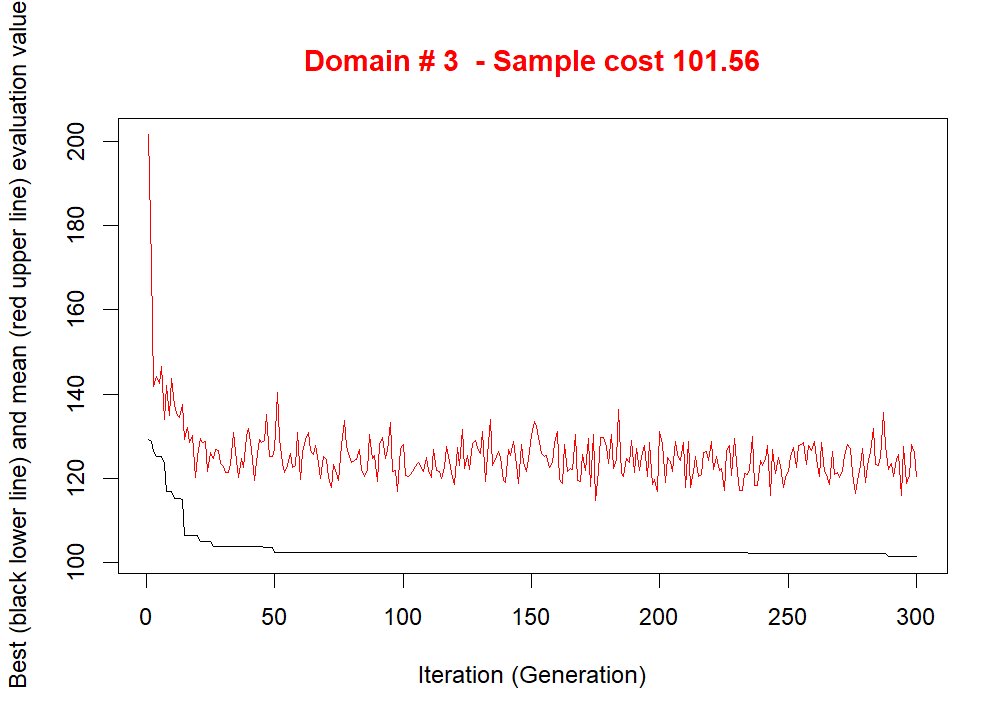 Domain # 3  - Sample cost 101.56
Best (black lower line) and mean (red upper line) evaluation value
200
180
160
140
120
100
0 50 100 150 200 250 300
Iteration (Generation)